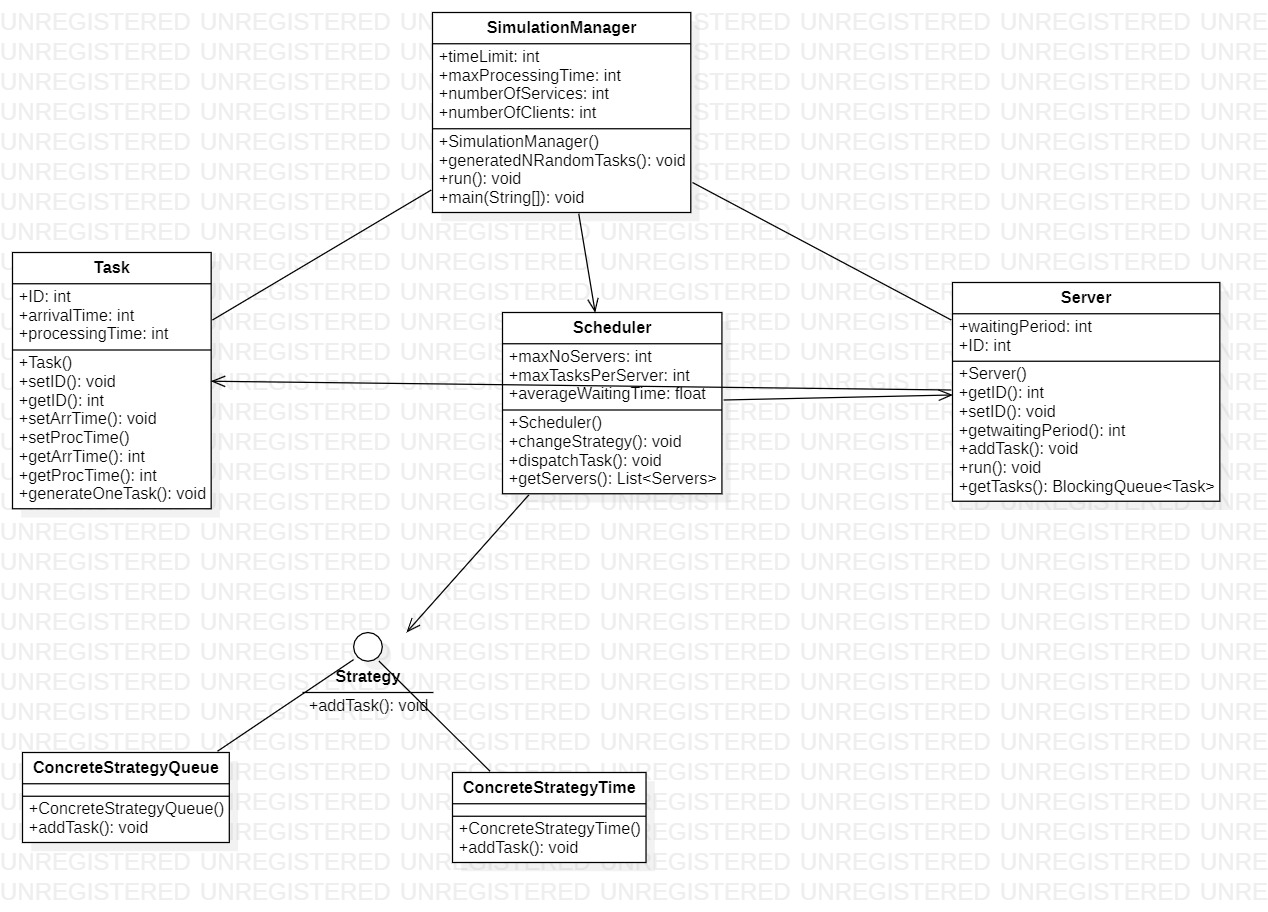 SimulationManager
+timeLimit: int
+maxProcessingTime: int
+numberOfServices: int
+numberOfClients: int
+SimulationManager()
+generatedNRandomTasks(): void
+run(): void
+main(String[]): void
Task
+ID: int
+arrivalTime: int
+processingTime: int
+Task()
+setID(): void
+getID(): int
+setArrTime(): void
+setProcTime()
+getArrTime(): int
+getProcTime(): int
+generateOneTask(): void
Scheduler
+maxNoServers: int
+maxTasksPerServer: int
+averageWaitingTime: float
+Scheduler()
+changeStrategy(): void
+dispatchTask(): void
+getServers(): List<Servers>
Server
+waitingPeriod: int
+ID: int
+Server()
+getID(): int
+setID(): void
+getwaitingPeriod(): int
+addTask(): void
+run(): void
+getTasks(): BlockingQueue<Task>
Strategy
+addTask(): void
ConcreteStrategyQueue
+ConcreteStrategyQueue()
+addTask(): void
ConcreteStrategyTime
+ConcreteStrategyTime()
+addTask(): void
UNREGISTERED